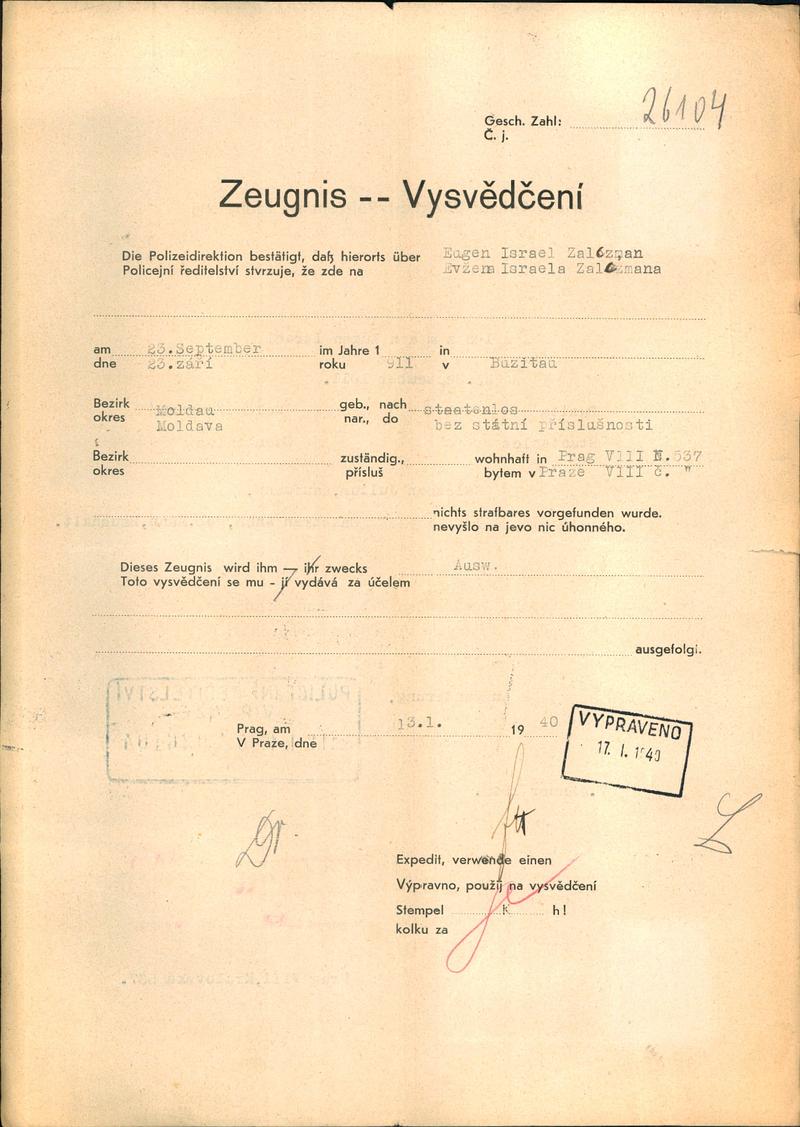 Gesch. Zahl: 26104
Č. j.
Zeugnis -- Vysvědčení
Die Polizeidirektion bestätigt, daß hierorts über Eugen Israel
Policejní ředitelství stvrzuje, že zde na Evžem Israela
am 23.September im Jahre 1 911 in Buzitau
dne 23.září roku v
Bezirk Moldau geb., nach staatenlos
okres Moldava nar., do bez státní příslušnosti
Bezirk zuständig., wohnhaft in Prag VIII N.537
okres přísluš bytem v Praze VIII č. "
nichts strafbares vorgefunden wurde.
nevyšlo na jevo nic úhonného.
Dieses Zeugnis wird ihm — ihr zwecks Ausw.
Toto vysvědčení se mu - jí vydává za účelem
ausgefolgt.
Prag, am 13.1. 19 40
V Praze, dne
VYPRAVENO
17. I. 1940
Dr.
Expedit, verwende einen
Výpravno, použij na vysvědčení
Stempel K h!
kolku za